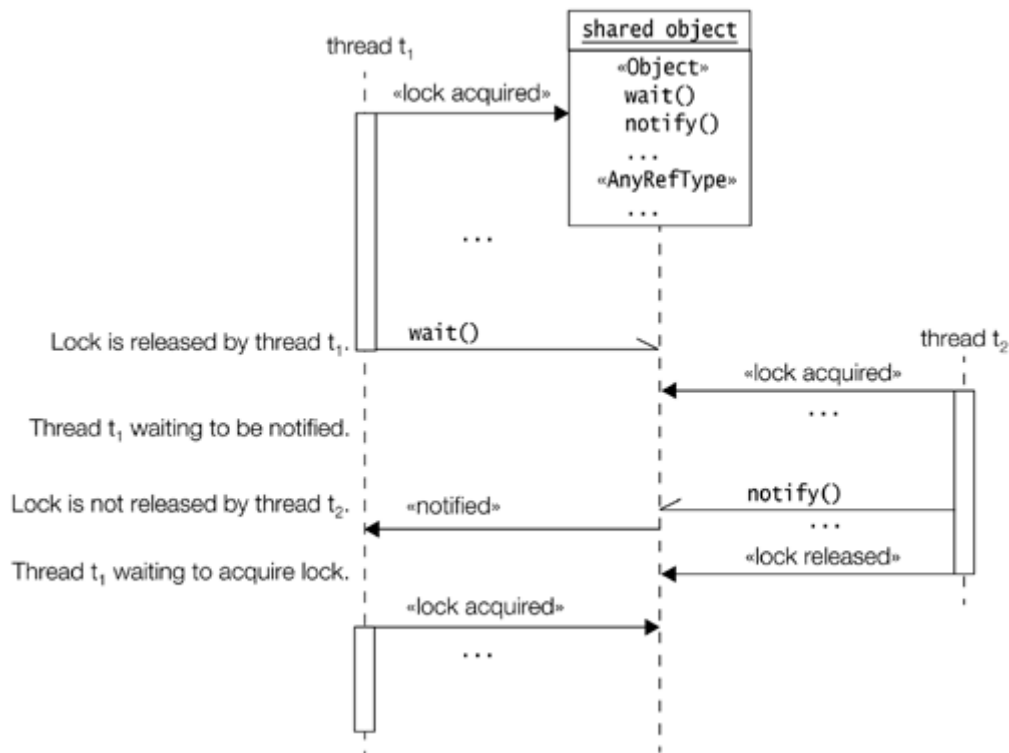 shared object
thread t₁
«Object»
wait()
notify()
...
«AnyRefType»
...
«lock acquired»
...
Lock is released by thread t₁.
wait()
thread t₂
«lock acquired»
...
Thread t₁ waiting to be notified.
Lock is not released by thread t₂.
«notified»
notify()
...
Thread t₁ waiting to acquire lock.
«lock released»
«lock acquired»
...